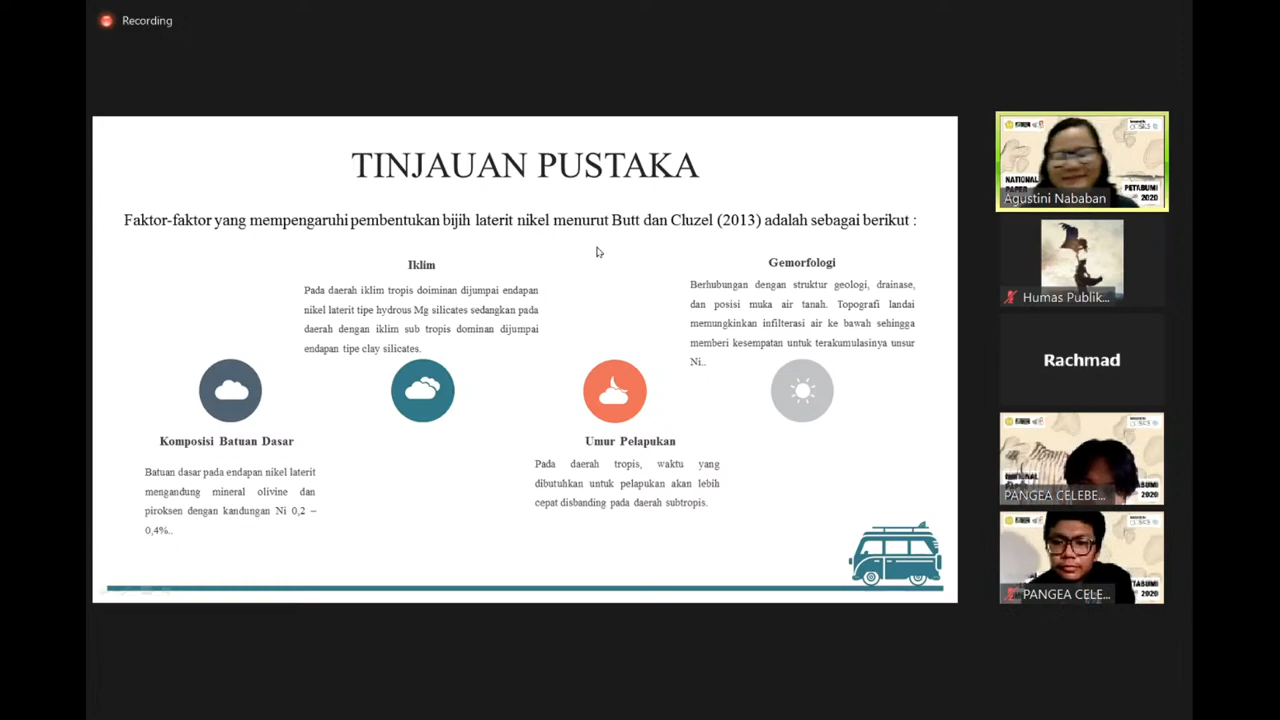 Recording
TINJAUAN PUSTAKA
Faktor-faktor yang mempengaruhi pembentukan bijih laterit nikel menurut Butt dan Cluzel (2013) adalah sebagai berikut :
Iklim
Pada daerah iklim tropis doiminan dijumpai endapan
nikel laterit tipe hydrous Mg silicates sedangkan pada
daerah dengan iklim sub tropis dominan dijumpai
endapan tipe clay silicates.
Gemorfologi
Berhubungan dengan struktur geologi, drainase,
dan posisi muka air tanah. Topografi landai
memungkinkan infilterasi air ke bawah sehingga
memberi kesempatan untuk terakumulasinya unsur
Ni..
Komposisi Batuan Dasar
Batuan dasar pada endapan nikel laterit
mengandung mineral olivine dan
piroksen dengan kandungan Ni 0,2 –
0,4%..
Umur Pelapukan
Pada daerah tropis, waktu yang
dibutuhkan untuk pelapukan akan lebih
cepat disbanding pada daerah subtropis.
NATIONAL
PAPER
PETABUMI
2020
Agustini Nababan
Humas Publik...
Rachmad
PANGEA CELEBE...
2020
PANGEA CELE...
2020